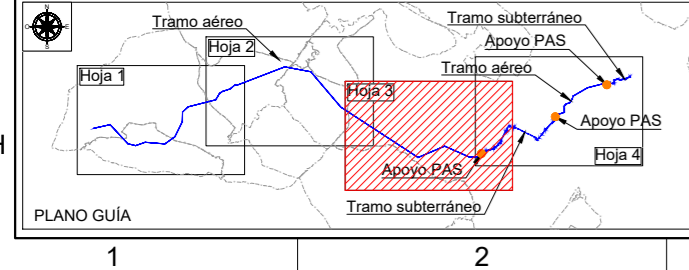 Tramo aéreo
Tramo subterráneo
Hoja 2
Apoyo PAS
Hoja 1
Tramo aéreo
Hoja 3
Apoyo PAS
H
Hoja 4
Apoyo PAS
Tramo subterráneo
PLANO GUÍA
1
2